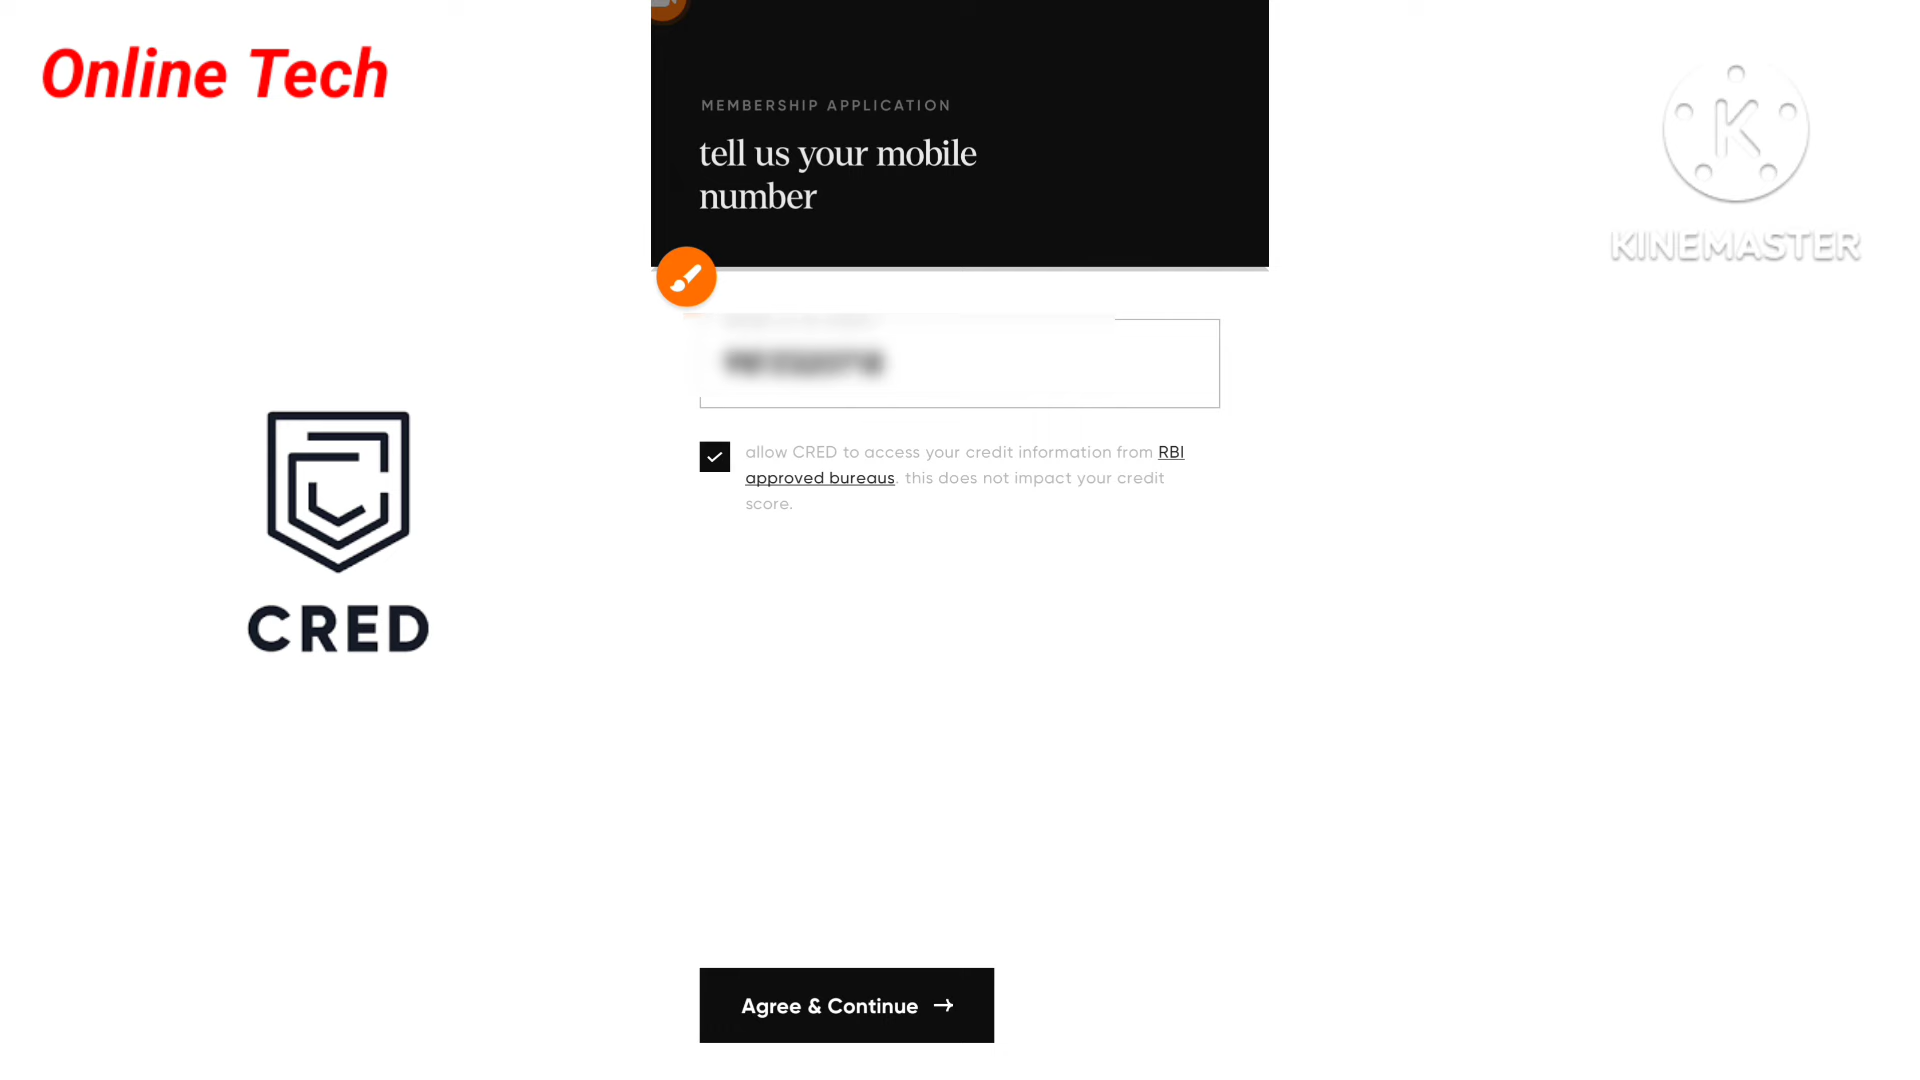 Online Tech
MEMBERSHIP APPLICATION
tell us your mobile
number
K
KINEMASTER
allow CRED to access your credit information from RBI
approved bureaus. this does not impact your credit
score.
CRED
Agree & Continue →